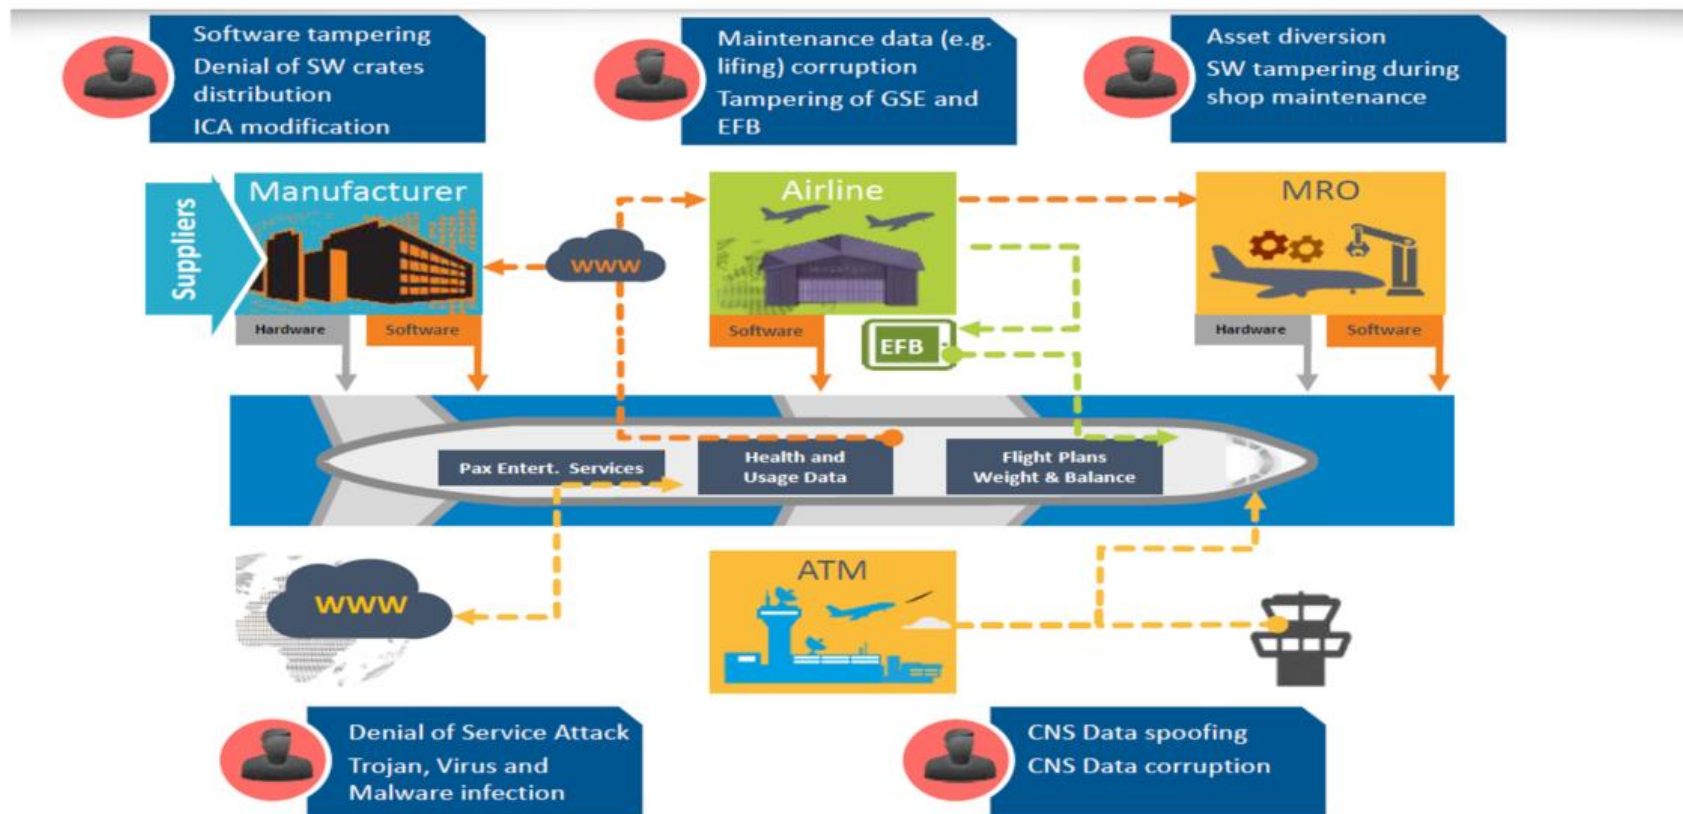 Software tampering
Denial of SW crates
distribution
ICA modification
Maintenance data (e.g.
lifing) corruption
Tampering of GSE and
EFB
Asset diversion
SW tampering during
shop maintenance
Suppliers
Manufacturer
www
Airline
MRO
Hardware
Software
Software
EFB
Hardware
Software
Pax Entert. Services
Health and
Usage Data
Flight Plans
Weight & Balance
www
ATM
Denial of Service Attack
Trojan, Virus and
Malware infection
CNS Data spoofing
CNS Data corruption